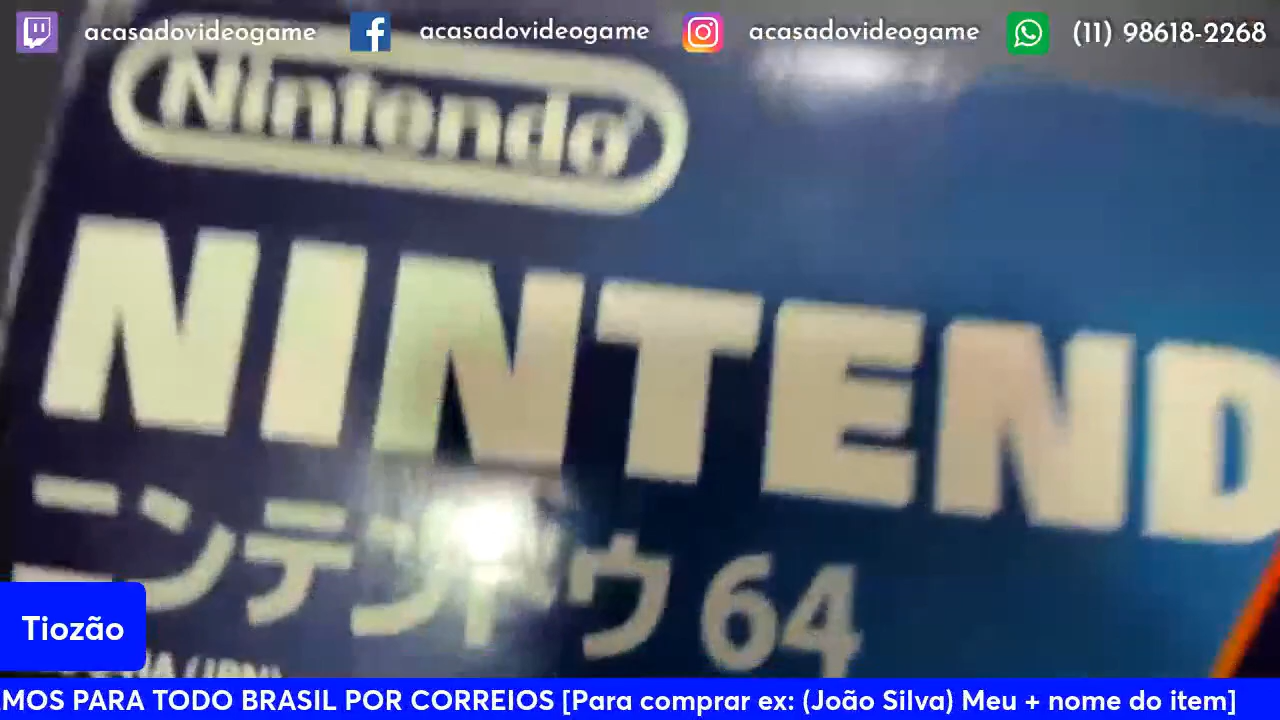 acasadovideogame acasadovideogame acasadovideogame (11) 98618-2268
Nintendo
NINTEND
ニンテンドウ64
Tiozão
MOS PARA TODO BRASIL POR CORREIOS [Para comprar ex: (João Silva) Meu + nome do item]